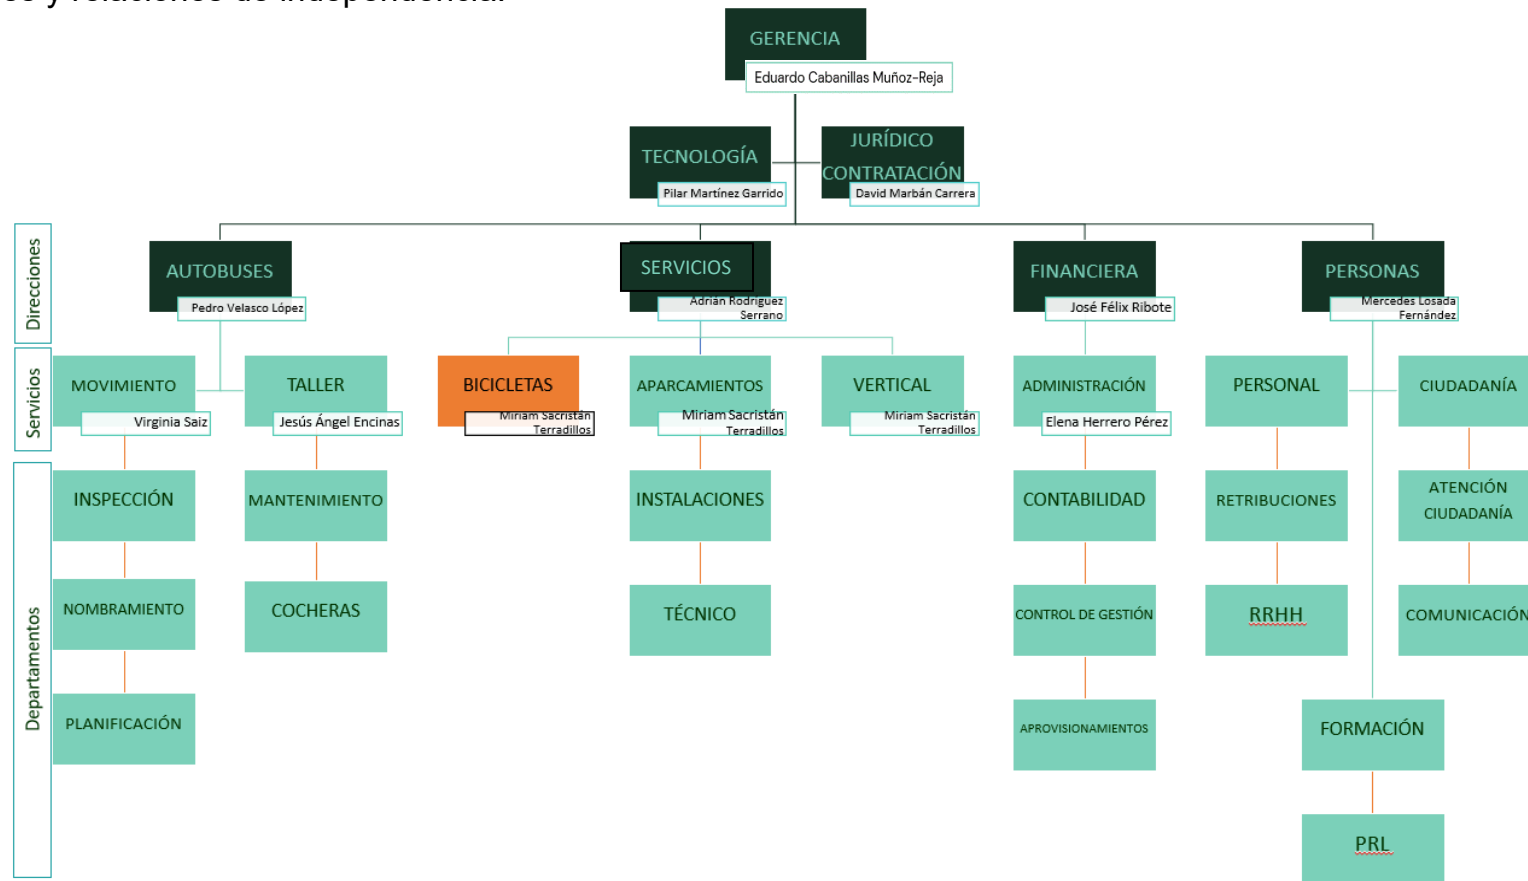 y relaciones de independencia.
GERENCIA
Eduardo Cabanillas Muñoz-Reja
TECNOLOGÍA
Pilar Martínez Garrido
JURÍDICO
CONTRATACIÓN
David Marbán Carrera
Direcciones
AUTOBUSES
Pedro Velasco López
SERVICIOS
Adrián Rodríguez
Serrano
FINANCIERA
José Félix Ribote
PERSONAS
Mercedes Losada
Fernández
Servicios
MOVIMIENTO
Virginia Saiz
TALLER
Jesús Ángel Encinas
BICICLETAS
Miriam Sacristán
Terradillos
APARCAMIENTOS
Miriam Sacristán
Terradillos
VERTICAL
Miriam Sacristán
Terradillos
ADMINISTRACIÓN
Elena Herrero Pérez
PERSONAL
CIUDADANÍA
Departamentos
INSPECCIÓN
MANTENIMIENTO
INSTALACIONES
CONTABILIDAD
RETRIBUCIONES
ATENCIÓN
CIUDADANÍA
NOMBRAMIENTO
COCHERAS
TÉCNICO
CONTROL DE GESTIÓN
RRHH
COMUNICACIÓN
PLANIFICACIÓN
APROVISIONAMIENTOS
FORMACIÓN
PRL